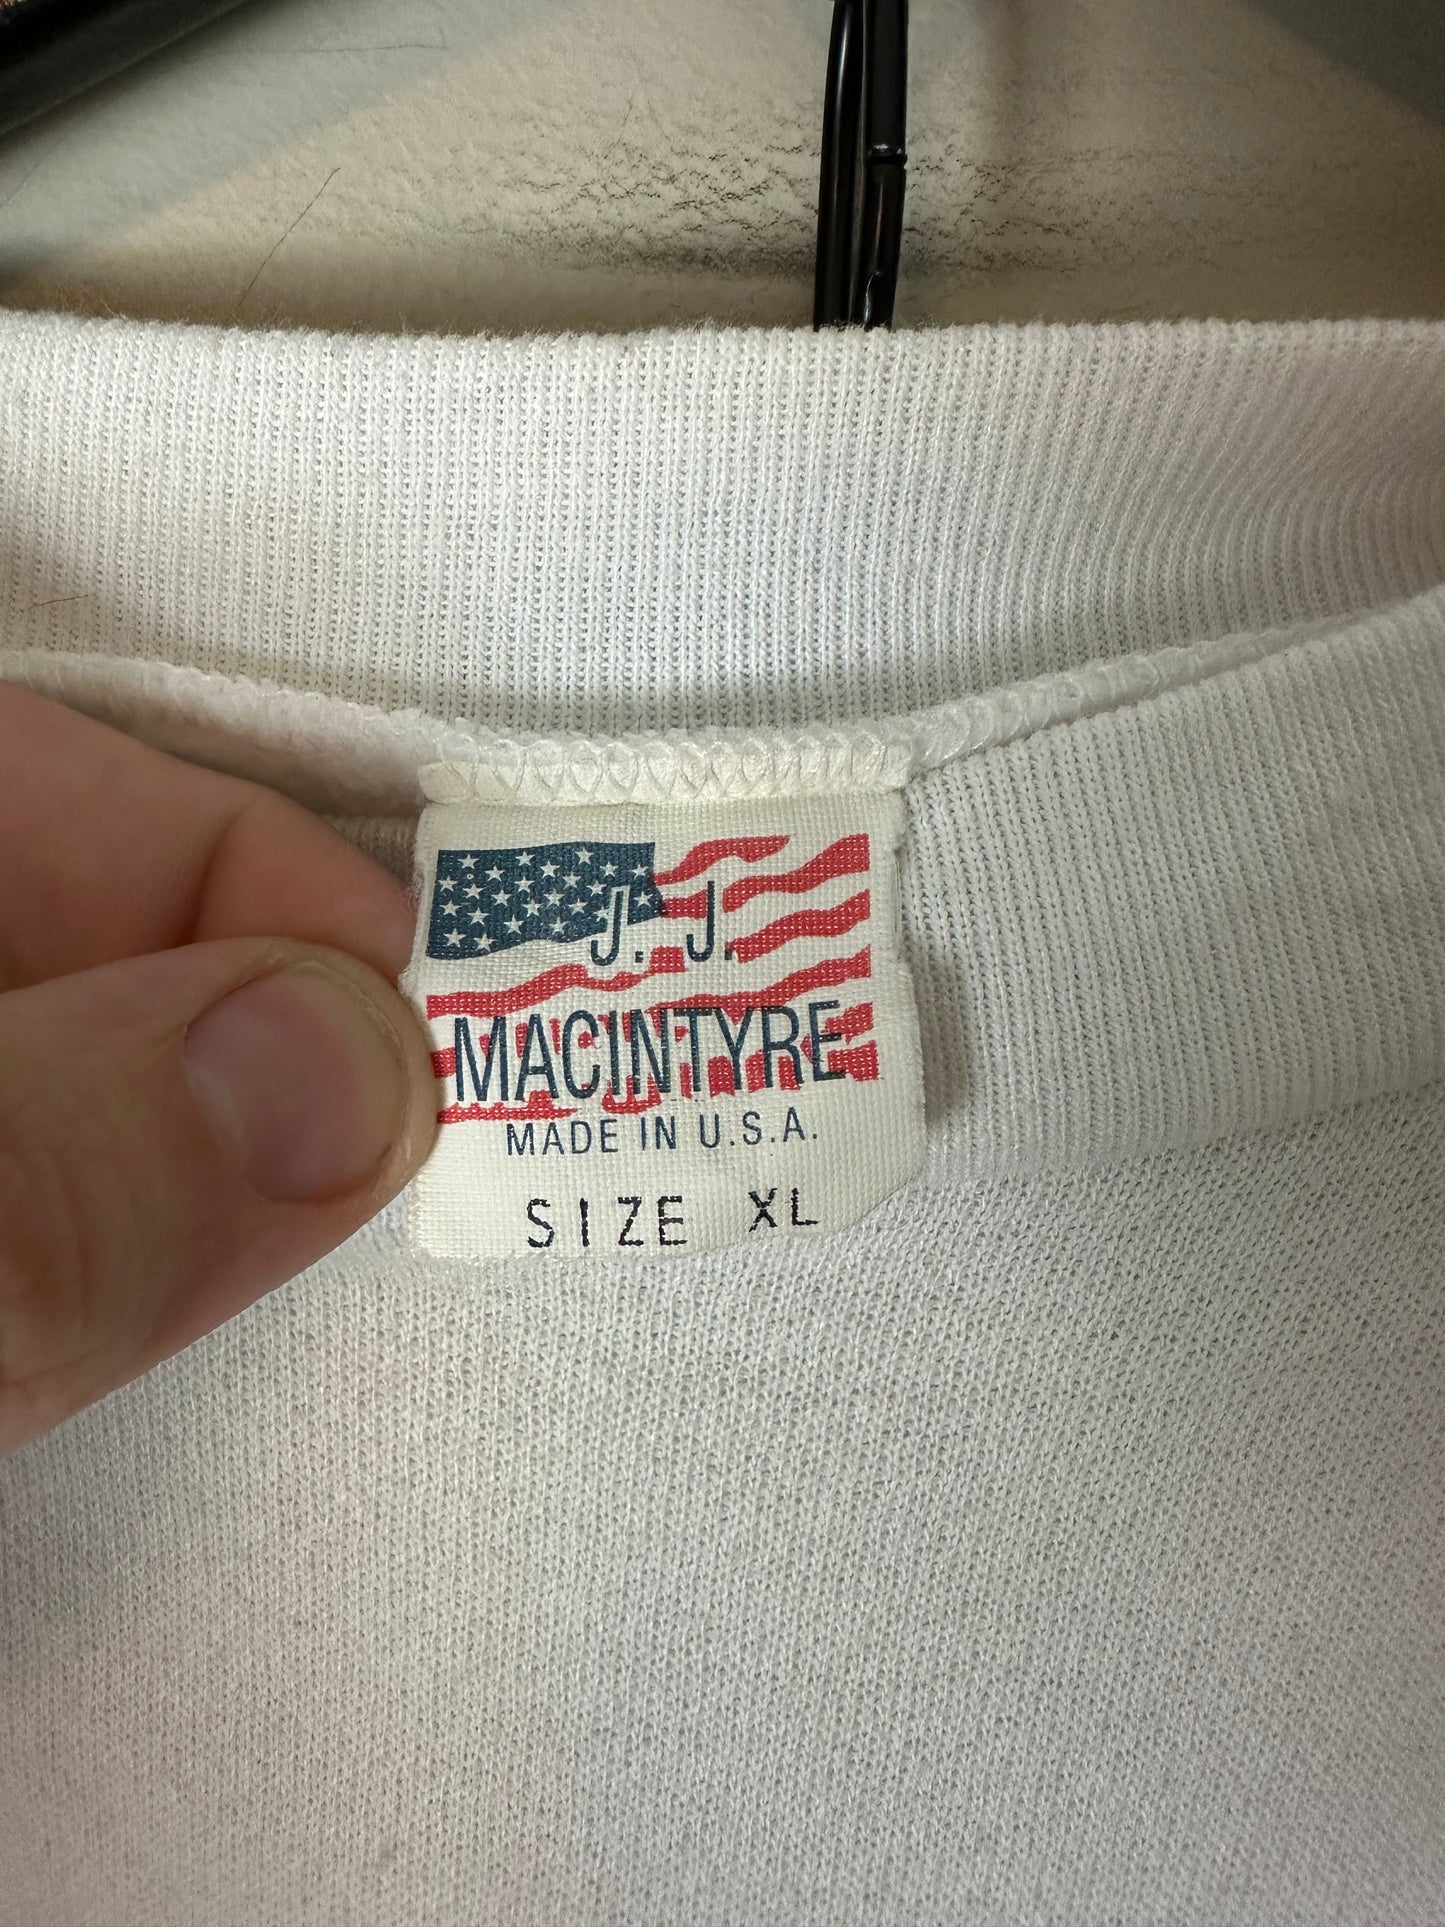 J. J.
MACINTYRE
MADE IN U.S.A.
SIZE XL